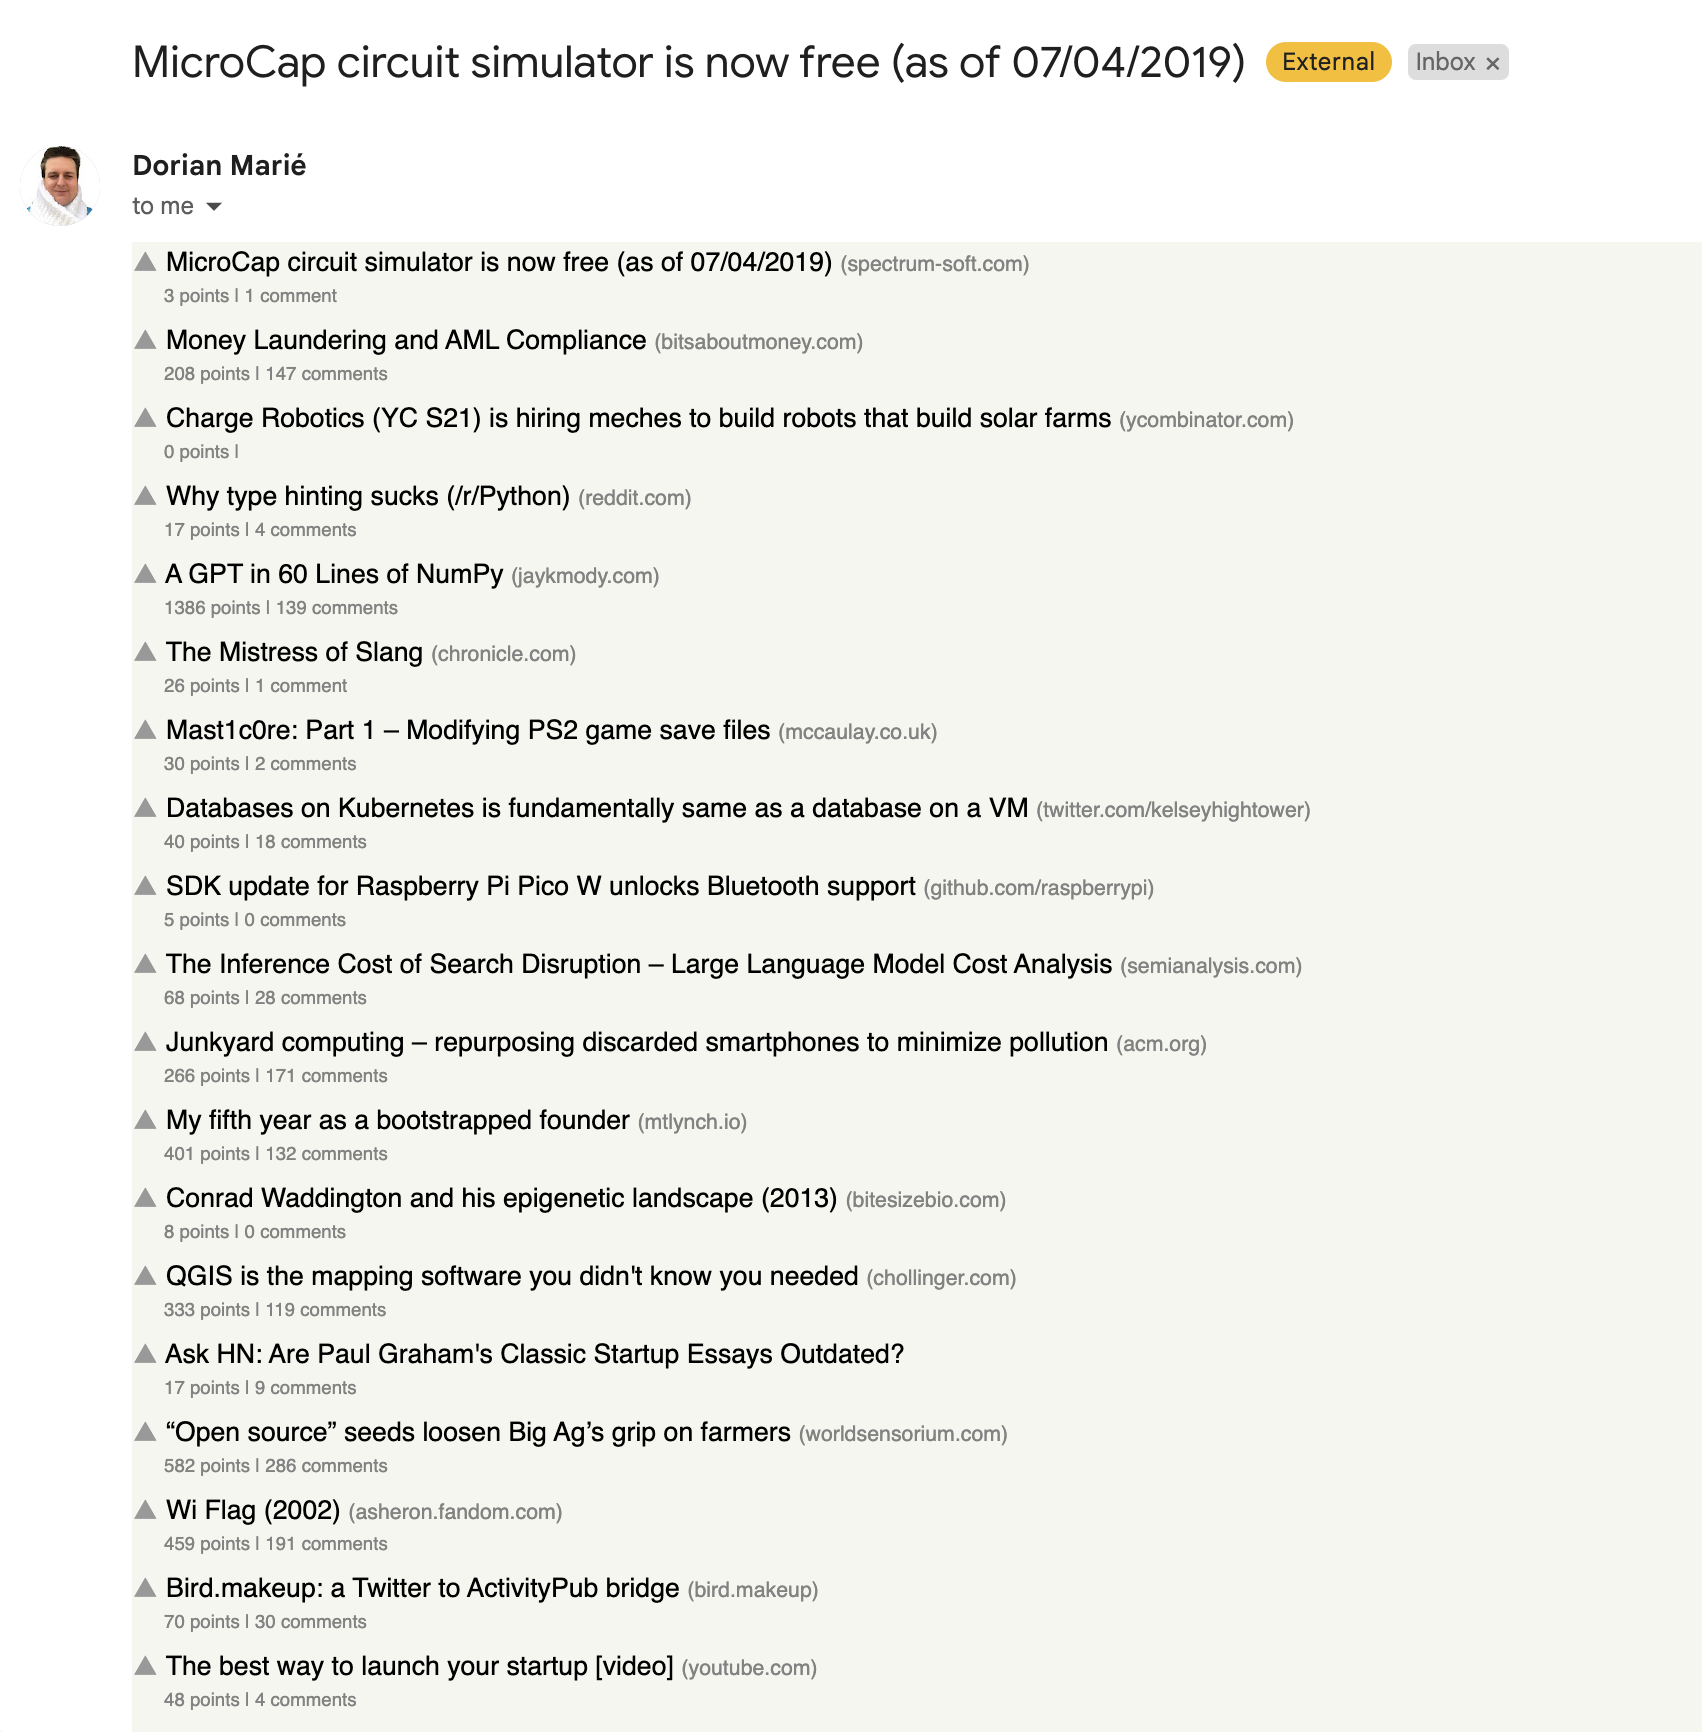 MicroCap circuit simulator is now free (as of 07/04/2019) External Inbox ×
Dorian Marié
to me
MicroCap circuit simulator is now free (as of 07/04/2019) (spectrum-soft.com)
3 points | 1 comment
Money Laundering and AML Compliance (bitsaboutmoney.com)
208 points | 147 comments
Charge Robotics (YC S21) is hiring meches to build robots that build solar farms (ycombinator.com)
0 points |
Why type hinting sucks (/r/Python) (reddit.com)
17 points | 4 comments
A GPT in 60 Lines of NumPy (jaykmody.com)
1386 points | 139 comments
The Mistress of Slang (chronicle.com)
26 points | 1 comment
Mast1c0re: Part 1 – Modifying PS2 game save files (mccaulay.co.uk)
30 points | 2 comments
Databases on Kubernetes is fundamentally same as a database on a VM (twitter.com/kelseyhightower)
40 points | 18 comments
SDK update for Raspberry Pi Pico W unlocks Bluetooth support (github.com/raspberrypi)
5 points | 0 comments
The Inference Cost of Search Disruption – Large Language Model Cost Analysis (semianalysis.com)
68 points | 28 comments
Junkyard computing – repurposing discarded smartphones to minimize pollution (acm.org)
266 points | 171 comments
My fifth year as a bootstrapped founder (mtlynch.io)
401 points | 132 comments
Conrad Waddington and his epigenetic landscape (2013) (bitesizebio.com)
8 points | 0 comments
QGIS is the mapping software you didn't know you needed (chollinger.com)
333 points | 119 comments
Ask HN: Are Paul Graham's Classic Startup Essays Outdated?
17 points | 9 comments
“Open source” seeds loosen Big Ag’s grip on farmers (worldsensorium.com)
582 points | 286 comments
Wi Flag (2002) (asheron.fandom.com)
459 points | 191 comments
Bird.makeup: a Twitter to ActivityPub bridge (bird.makeup)
70 points | 30 comments
The best way to launch your startup [video] (youtube.com)
48 points | 4 comments